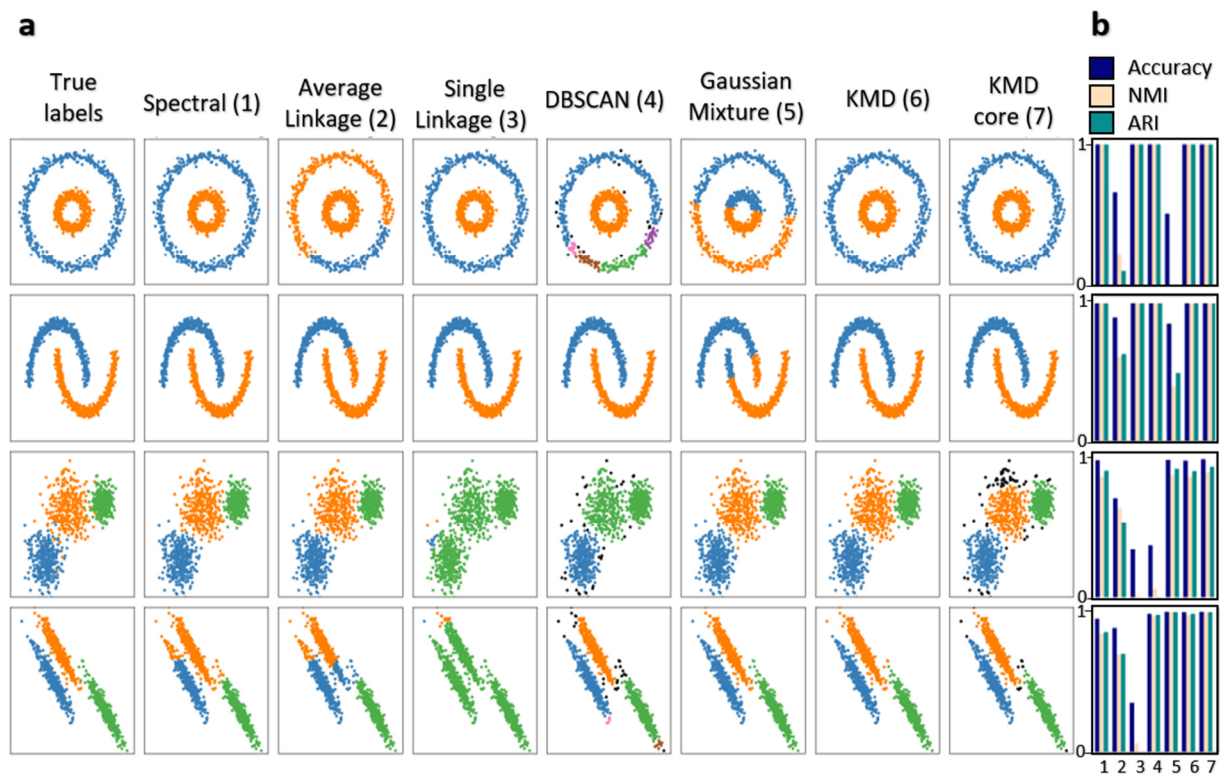 a
b
True
labels
Spectral (1)
Average
Linkage (2)
Single
Linkage (3)
DBSCAN (4)
Gaussian
Mixture (5)
KMD (6)
KMD
core (7)
Accuracy
NMI
ARI
1
0
1
0
1
0
1
0
1 2 3 4 5 6 7